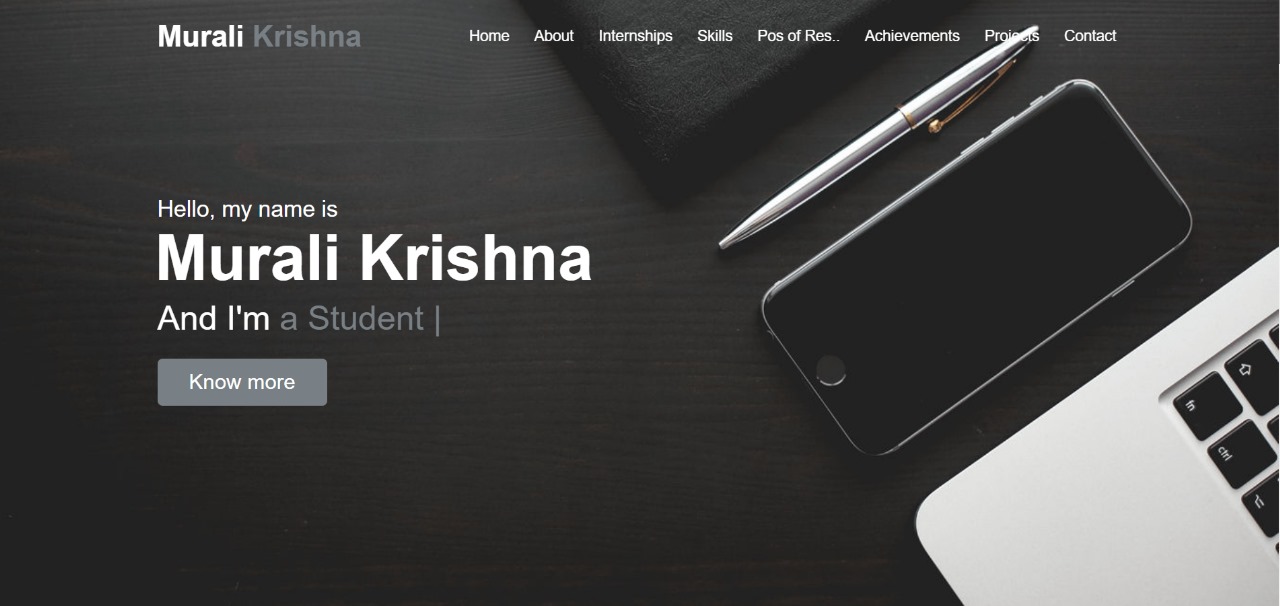 Murali Krishna
Home About Internships Skills Pos of Res.. Achievements Projects Contact
Hello, my name is
Murali Krishna
And I'm a Student |
Know more
fn
ctrl